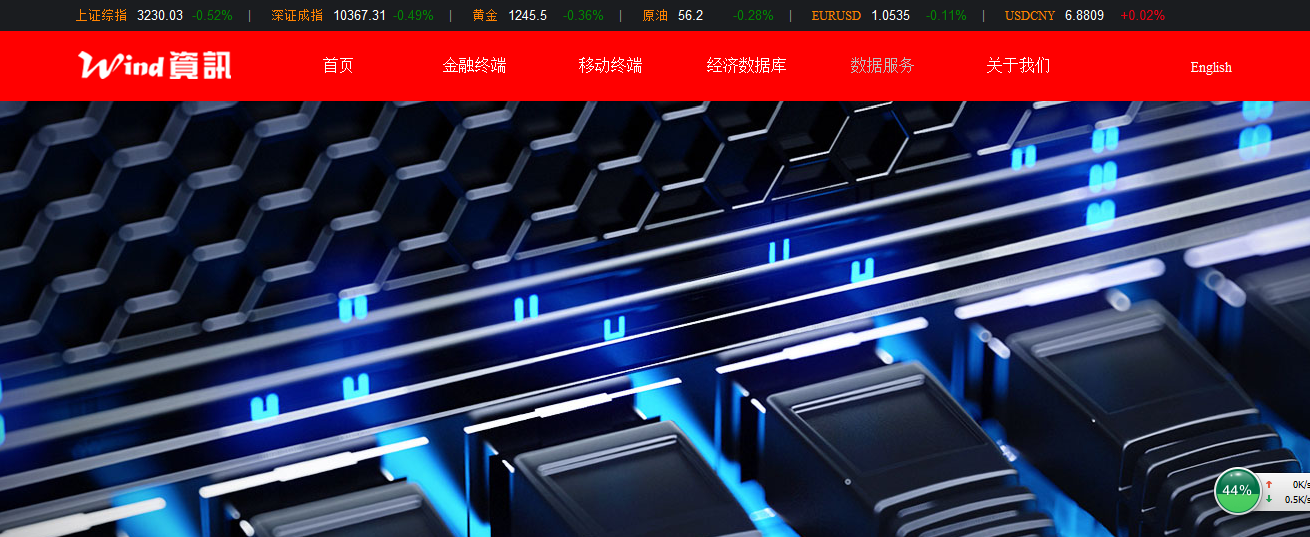 上证综指 3230.03 -0.52% | 深证成指 10367.31 -0.49% | 黄金 1245.5 -0.36% | 原油 56.2 -0.28% | EURUSD 1.0535 -0.11% | USDCNY 6.8809 +0.02%
Wind資訊 首页 金融终端 移动终端 经济数据库 数据服务 关于我们 English
44% ↑ 0K/s
↓ 0.5K/s